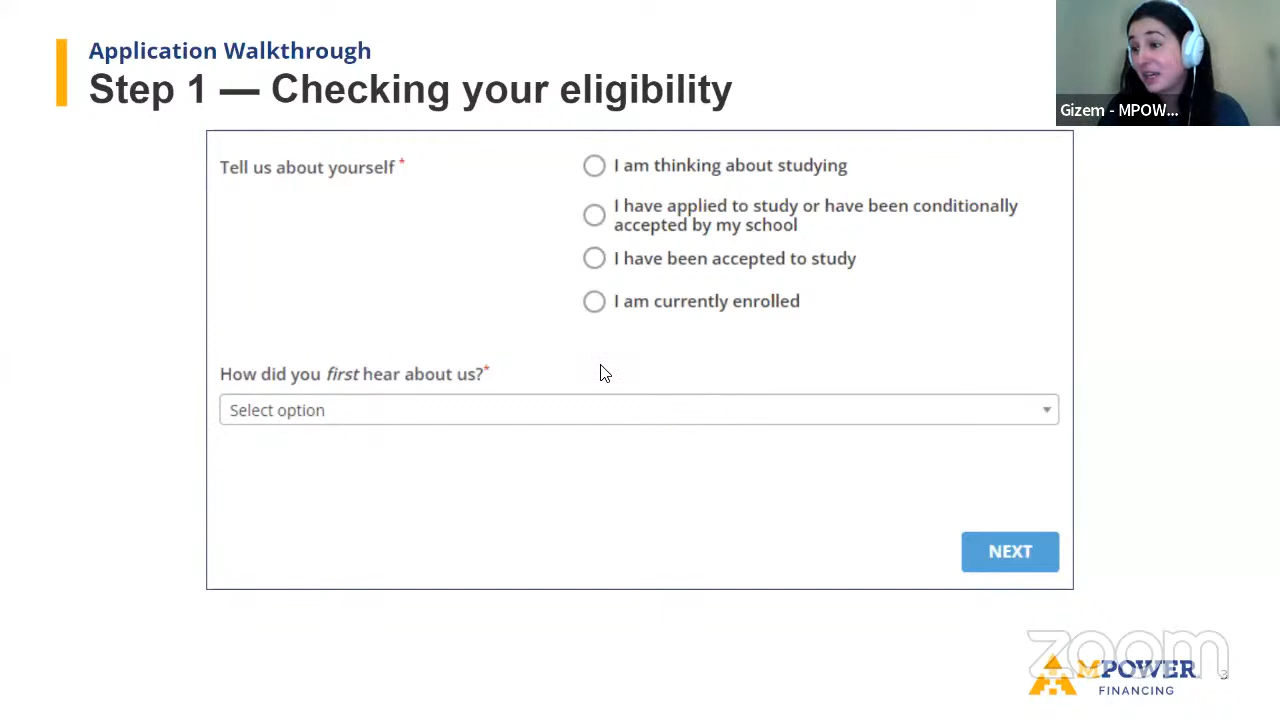 Application Walkthrough
Step 1 — Checking your eligibility
Gizem - MPOW...
Tell us about yourself *
I am thinking about studying
I have applied to study or have been conditionally
accepted by my school
I have been accepted to study
I am currently enrolled
How did you first hear about us?*
Select option
NEXT
zoom
MPOWER
FINANCING
3